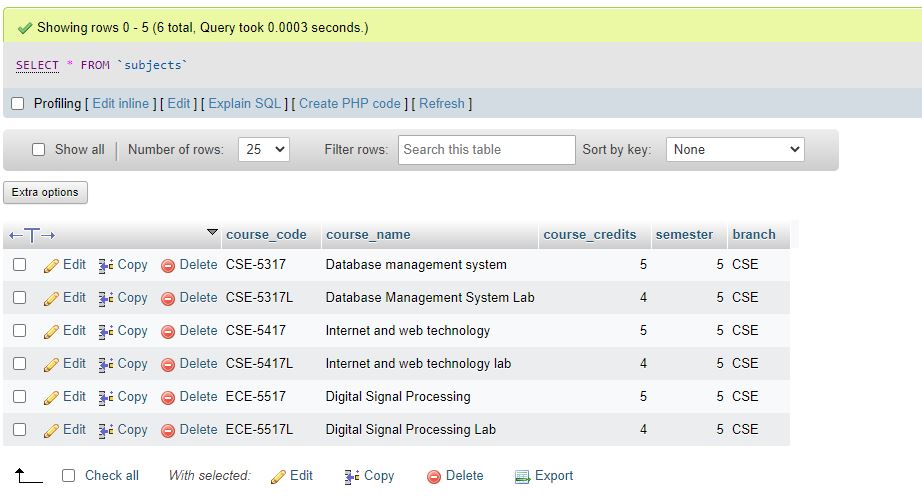 Showing rows 0 - 5 (6 total, Query took 0.0003 seconds.)
SELECT * FROM `subjects`
Profiling [ Edit inline ] [ Edit ] [ Explain SQL ] [ Create PHP code ] [ Refresh ]
Show all Number of rows: 25 Filter rows: Search this table Sort by key: None
Extra options
course_code course_name course_credits semester branch
Edit Copy Delete CSE-5317 Database management system 5 5 CSE
Edit Copy Delete CSE-5317L Database Management System Lab 4 5 CSE
Edit Copy Delete CSE-5417 Internet and web technology 5 5 CSE
Edit Copy Delete CSE-5417L Internet and web technology lab 4 5 CSE
Edit Copy Delete ECE-5517 Digital Signal Processing 5 5 CSE
Edit Copy Delete ECE-5517L Digital Signal Processing Lab 4 5 CSE
Check all With selected: Edit Copy Delete Export